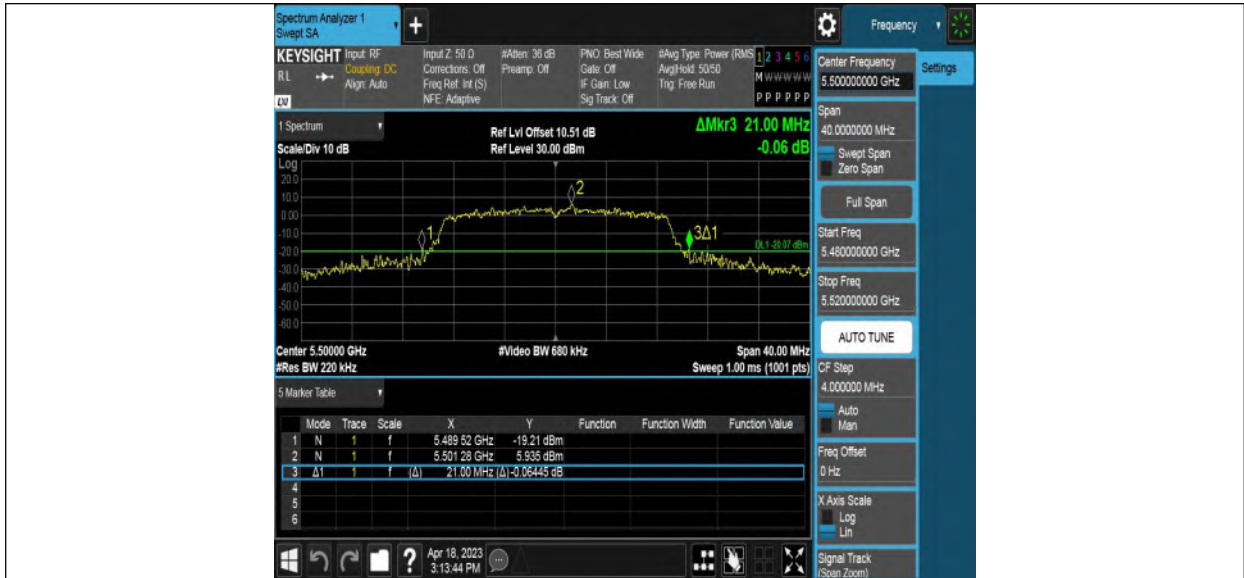 Spectrum Analyzer 1
Swept SA
+
Frequency
KEYSIGHT
Input: RF
Coupling: DC
Align: Auto
RL
LXI
Input Z: 50 Ω
Corrections: Off
Freq Ref: Int (S)
NFE: Adaptive
#Atten: 36 dB
Preamp: Off
PNO: Best Wide
Gate: Off
IF Gain: Low
Sig Track: Off
#Avg Type: Power (RMS
Avg|Hold: 50/50
Trig: Free Run
1 2 3 4 5 6
M W W W W W
P P P P P P
Center Frequency
5.500000000 GHz
Settings
Span
40.0000000 MHz
Swept Span
Zero Span
Full Span
Start Freq
5.480000000 GHz
Stop Freq
5.520000000 GHz
AUTO TUNE
CF Step
4.000000 MHz
Auto
Man
Freq Offset
0 Hz
X Axis Scale
Log
Lin
Signal Track
(Span Zoom)
1 Spectrum
Scale/Div 10 dB
Ref Lvl Offset 10.51 dB
Ref Level 30.00 dBm
ΔMkr3 21.00 MHz
-0.06 dB
Log
20.0
10.0
0.00
-10.0
-20.0
-30.0
-40.0
-50.0
-60.0
1
2
3Δ1
DL1 -20.07 dBm
Center 5.50000 GHz
#Video BW 680 kHz
Span 40.00 MHz
#Res BW 220 kHz
Sweep 1.00 ms (1001 pts)
5 Marker Table
Mode Trace Scale X Y Function Function Width Function Value
1 N 1 f 5.489 52 GHz -19.21 dBm
2 N 1 f 5.501 28 GHz 5.935 dBm
3 Δ1 1 f (Δ) 21.00 MHz (Δ) -0.06445 dB
4
5
6
?
Apr 18, 2023
3:13:44 PM